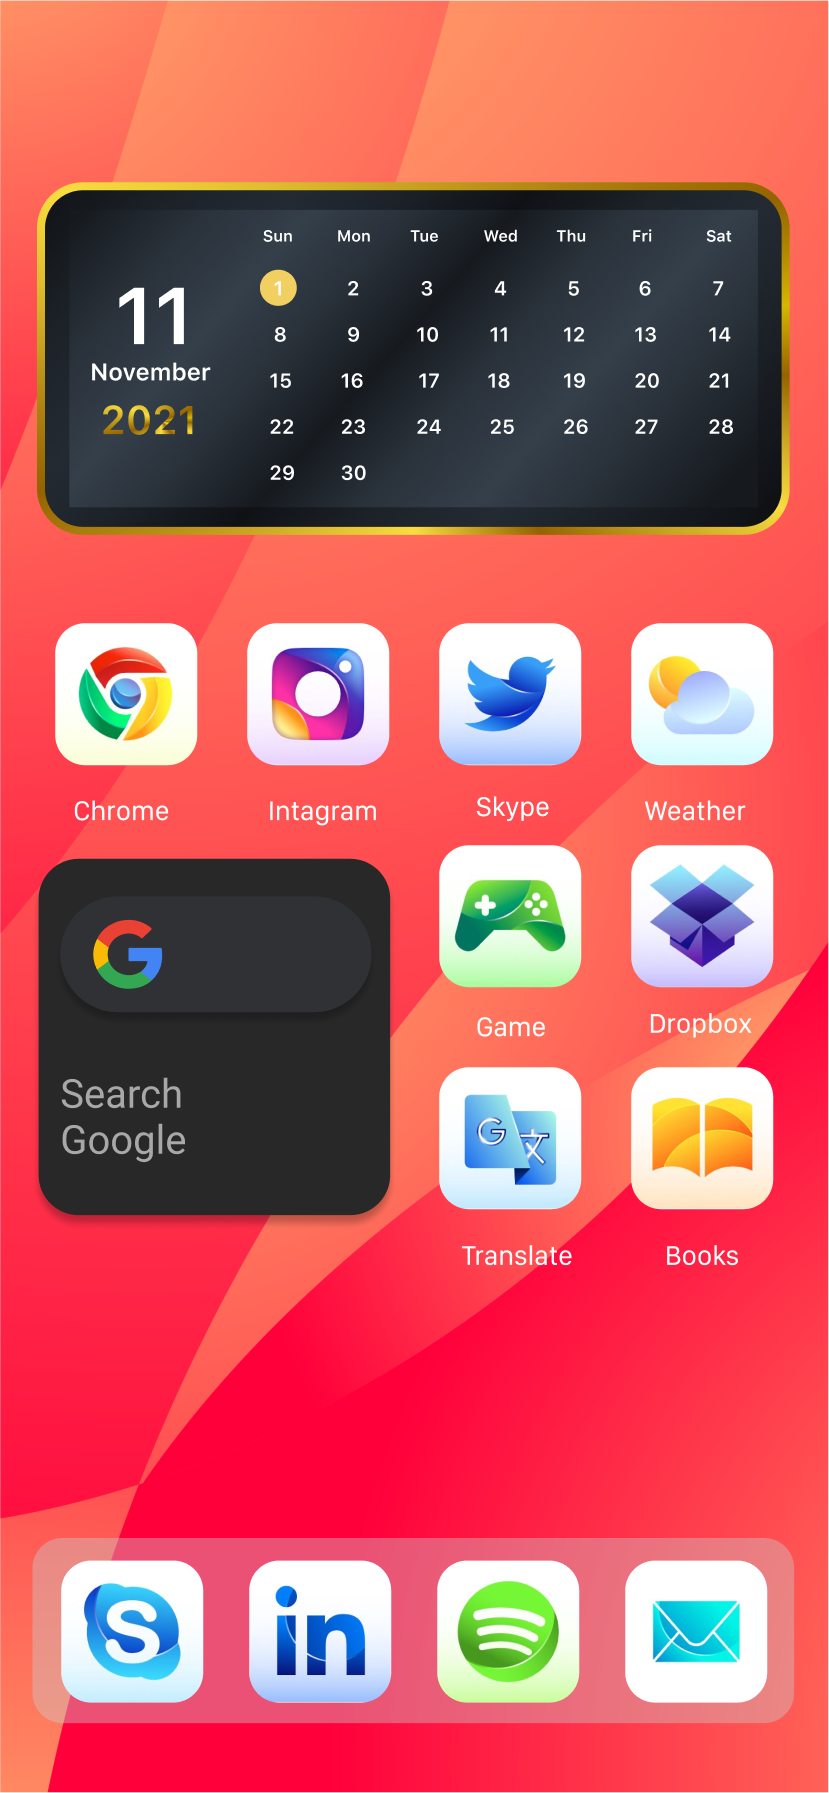 Sun Mon Tue Wed Thu Fri Sat
11
November
2021
1 2 3 4 5 6 7
8 9 10 11 12 13 14
15 16 17 18 19 20 21
22 23 24 25 26 27 28
29 30
Chrome Intagram Skype Weather
G
Search
Google
Game Dropbox
G 文
Translate Books
S in